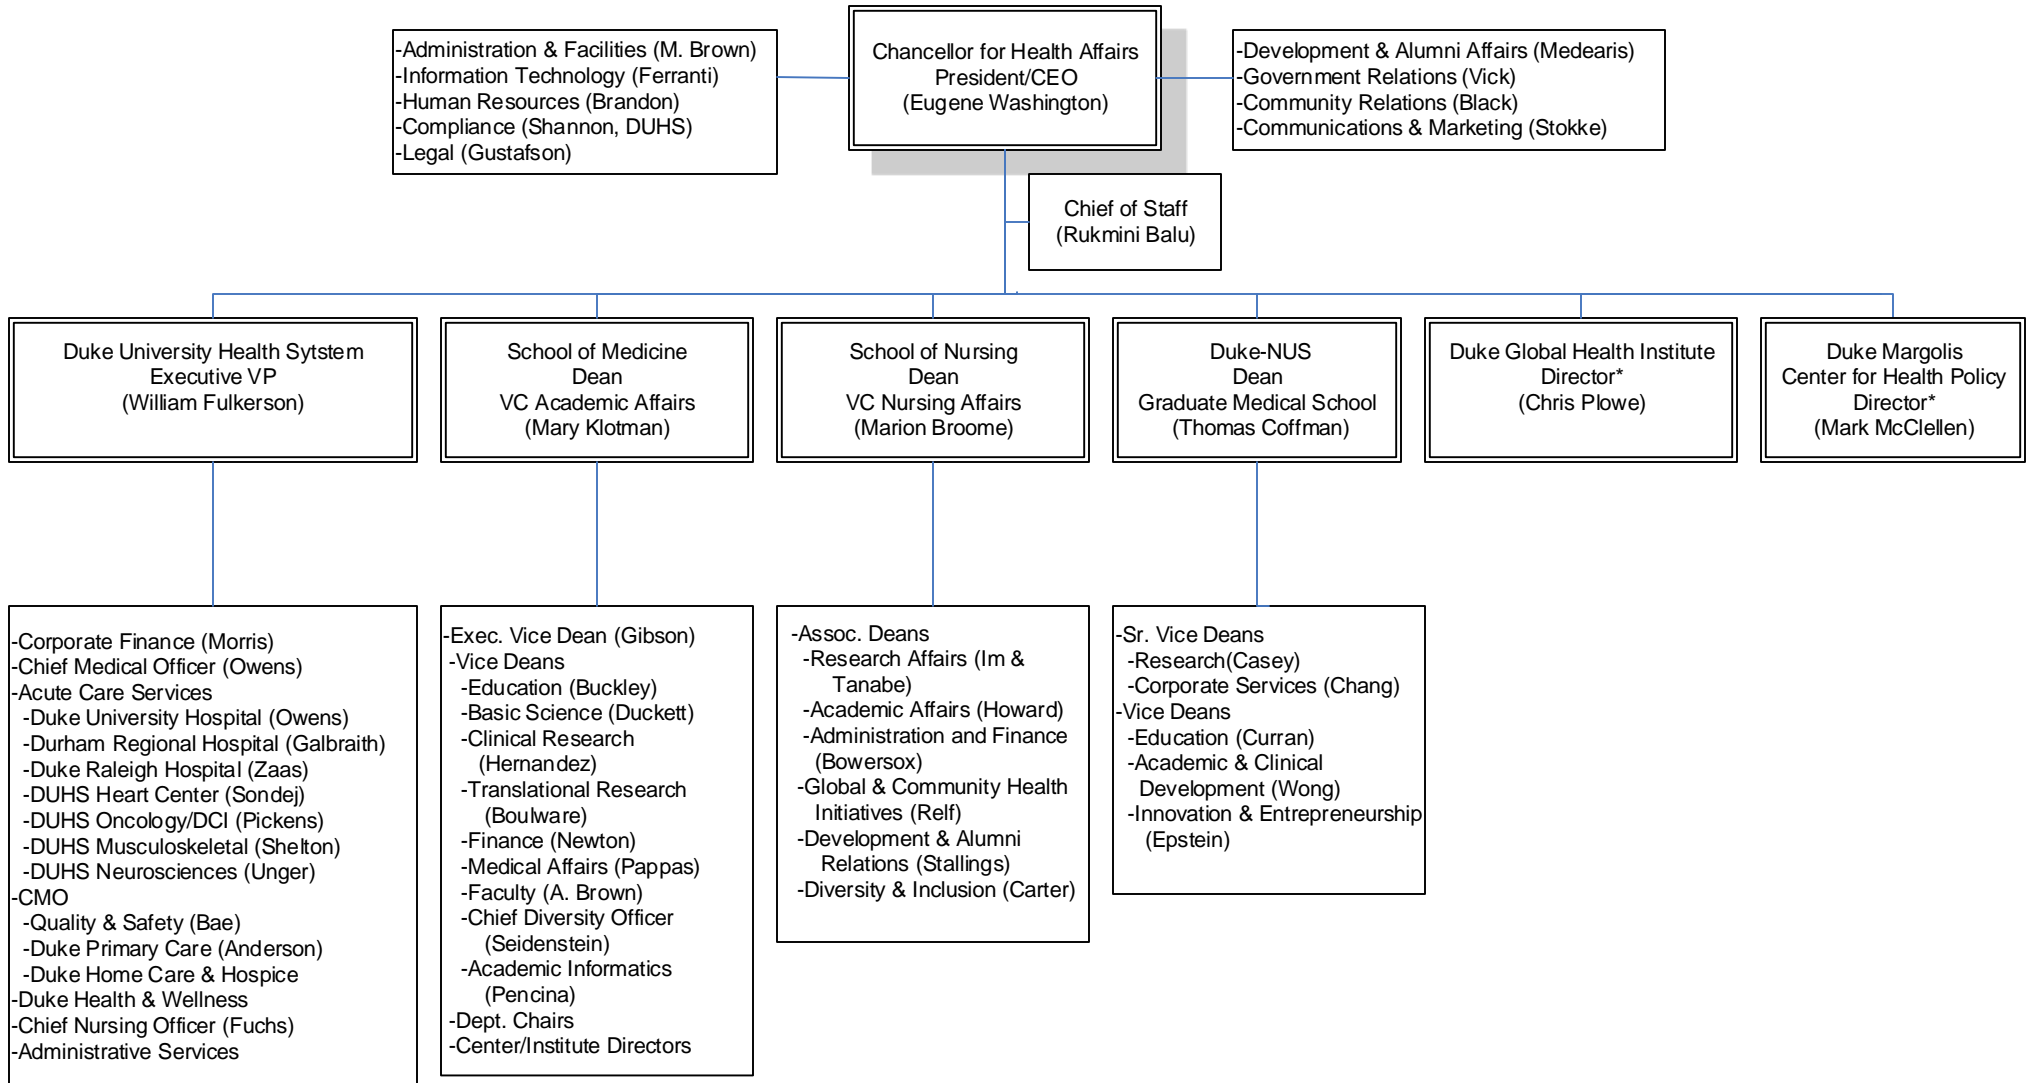 -Administration & Facilities (M. Brown)
-Information Technology (Ferranti)
-Human Resources (Brandon)
-Compliance (Shannon, DUHS)
-Legal (Gustafson)
Chancellor for Health Affairs
President/CEO
(Eugene Washington)
-Development & Alumni Affairs (Medearis)
-Government Relations (Vick)
-Community Relations (Black)
-Communications & Marketing (Stokke)
Chief of Staff
(Rukmini Balu)
Duke University Health Sytstem
Executive VP
(William Fulkerson)
School of Medicine
Dean
VC Academic Affairs
(Mary Klotman)
School of Nursing
Dean
VC Nursing Affairs
(Marion Broome)
Duke-NUS
Dean
Graduate Medical School
(Thomas Coffman)
Duke Global Health Institute
Director*
(Chris Plowe)
Duke Margolis
Center for Health Policy
Director*
(Mark McClellen)
-Corporate Finance (Morris)
-Chief Medical Officer (Owens)
-Acute Care Services
-Duke University Hospital (Owens)
-Durham Regional Hospital (Galbraith)
-Duke Raleigh Hospital (Zaas)
-DUHS Heart Center (Sondej)
-DUHS Oncology/DCI (Pickens)
-DUHS Musculoskeletal (Shelton)
-DUHS Neurosciences (Unger)
-CMO
-Quality & Safety (Bae)
-Duke Primary Care (Anderson)
-Duke Home Care & Hospice
-Duke Health & Wellness
-Chief Nursing Officer (Fuchs)
-Administrative Services
-Exec. Vice Dean (Gibson)
-Vice Deans
-Education (Buckley)
-Basic Science (Duckett)
-Clinical Research
(Hernandez)
-Translational Research
(Boulware)
-Finance (Newton)
-Medical Affairs (Pappas)
-Faculty (A. Brown)
-Chief Diversity Officer
(Seidenstein)
-Academic Informatics
(Pencina)
-Dept. Chairs
-Center/Institute Directors
-Assoc. Deans
-Research Affairs (Im &
Tanabe)
-Academic Affairs (Howard)
-Administration and Finance
(Bowersox)
-Global & Community Health
Initiatives (Relf)
-Development & Alumni
Relations (Stallings)
-Diversity & Inclusion (Carter)
-Sr. Vice Deans
-Research(Casey)
-Corporate Services (Chang)
-Vice Deans
-Education (Curran)
-Academic & Clinical
Development (Wong)
-Innovation & Entrepreneurship
(Epstein)